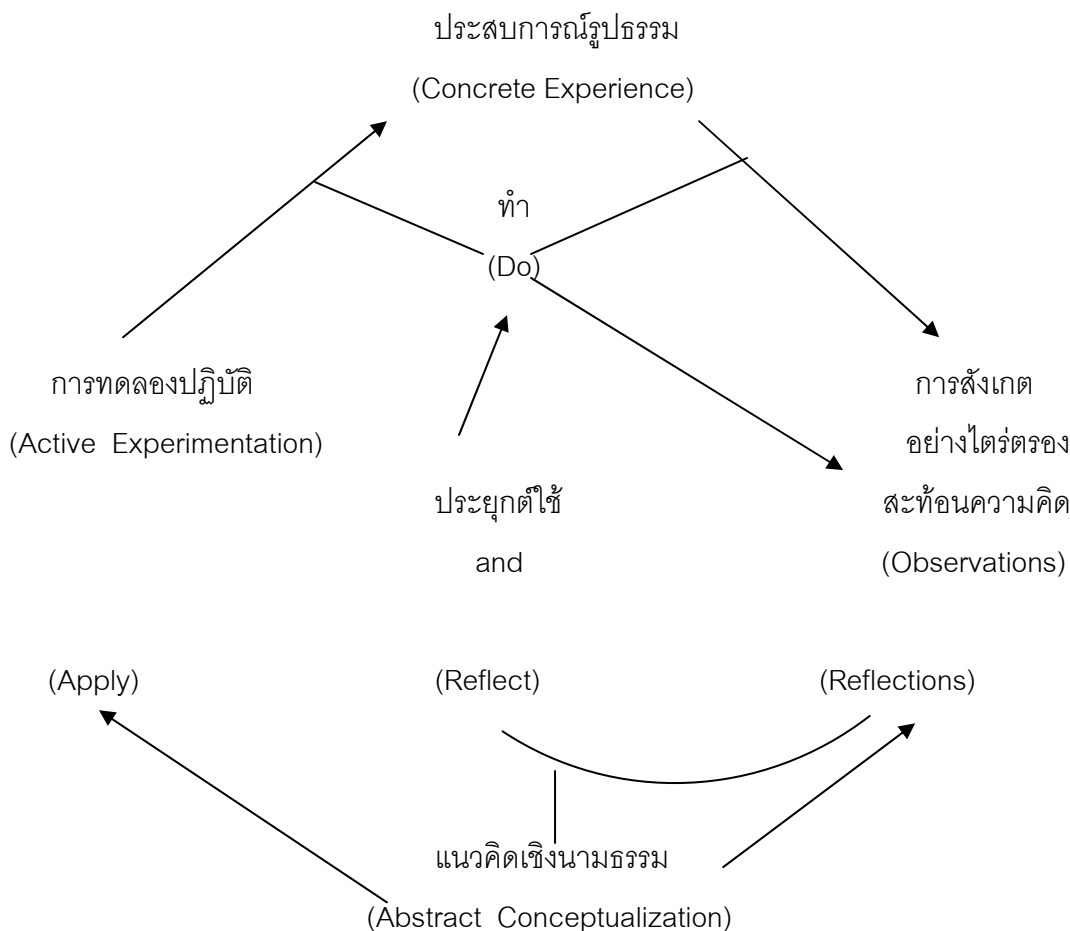 ประสบการณ์รูปธรรม
(Concrete Experience)
ทำ
(Do)
การทดลองปฏิบัติ
(Active Experimentation)
การสังเกต
อย่างไตร่ตรอง
ประยุกต์ใช้
and
สะท้อนความคิด
(Observations)
(Apply)
(Reflect)
(Reflections)
แนวคิดเชิงนามธรรม
(Abstract Conceptualization)